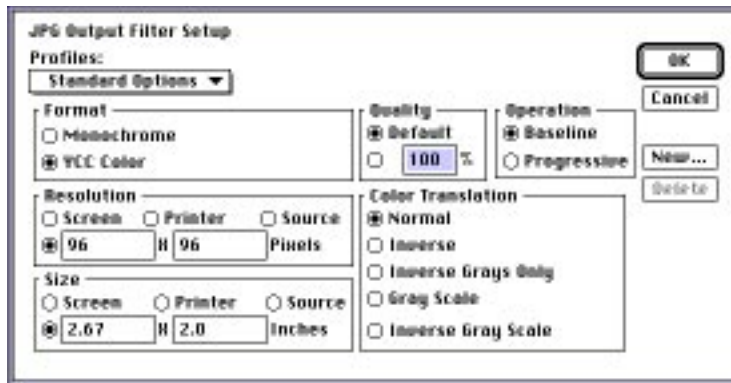 JPG Output Filter Setup
Profiles:
Standard Options
Format
Monochrome
YCC Color
Quality
Default
100 %
Operation
Baseline
Progressive
OK
Cancel
New...
Delete
Resolution
Screen Printer Source
96 X 96 Pixels
Size
Screen Printer Source
2.67 X 2.0 Inches
Color Translation
Normal
Inverse
Inverse Grays Only
Gray Scale
Inverse Gray Scale